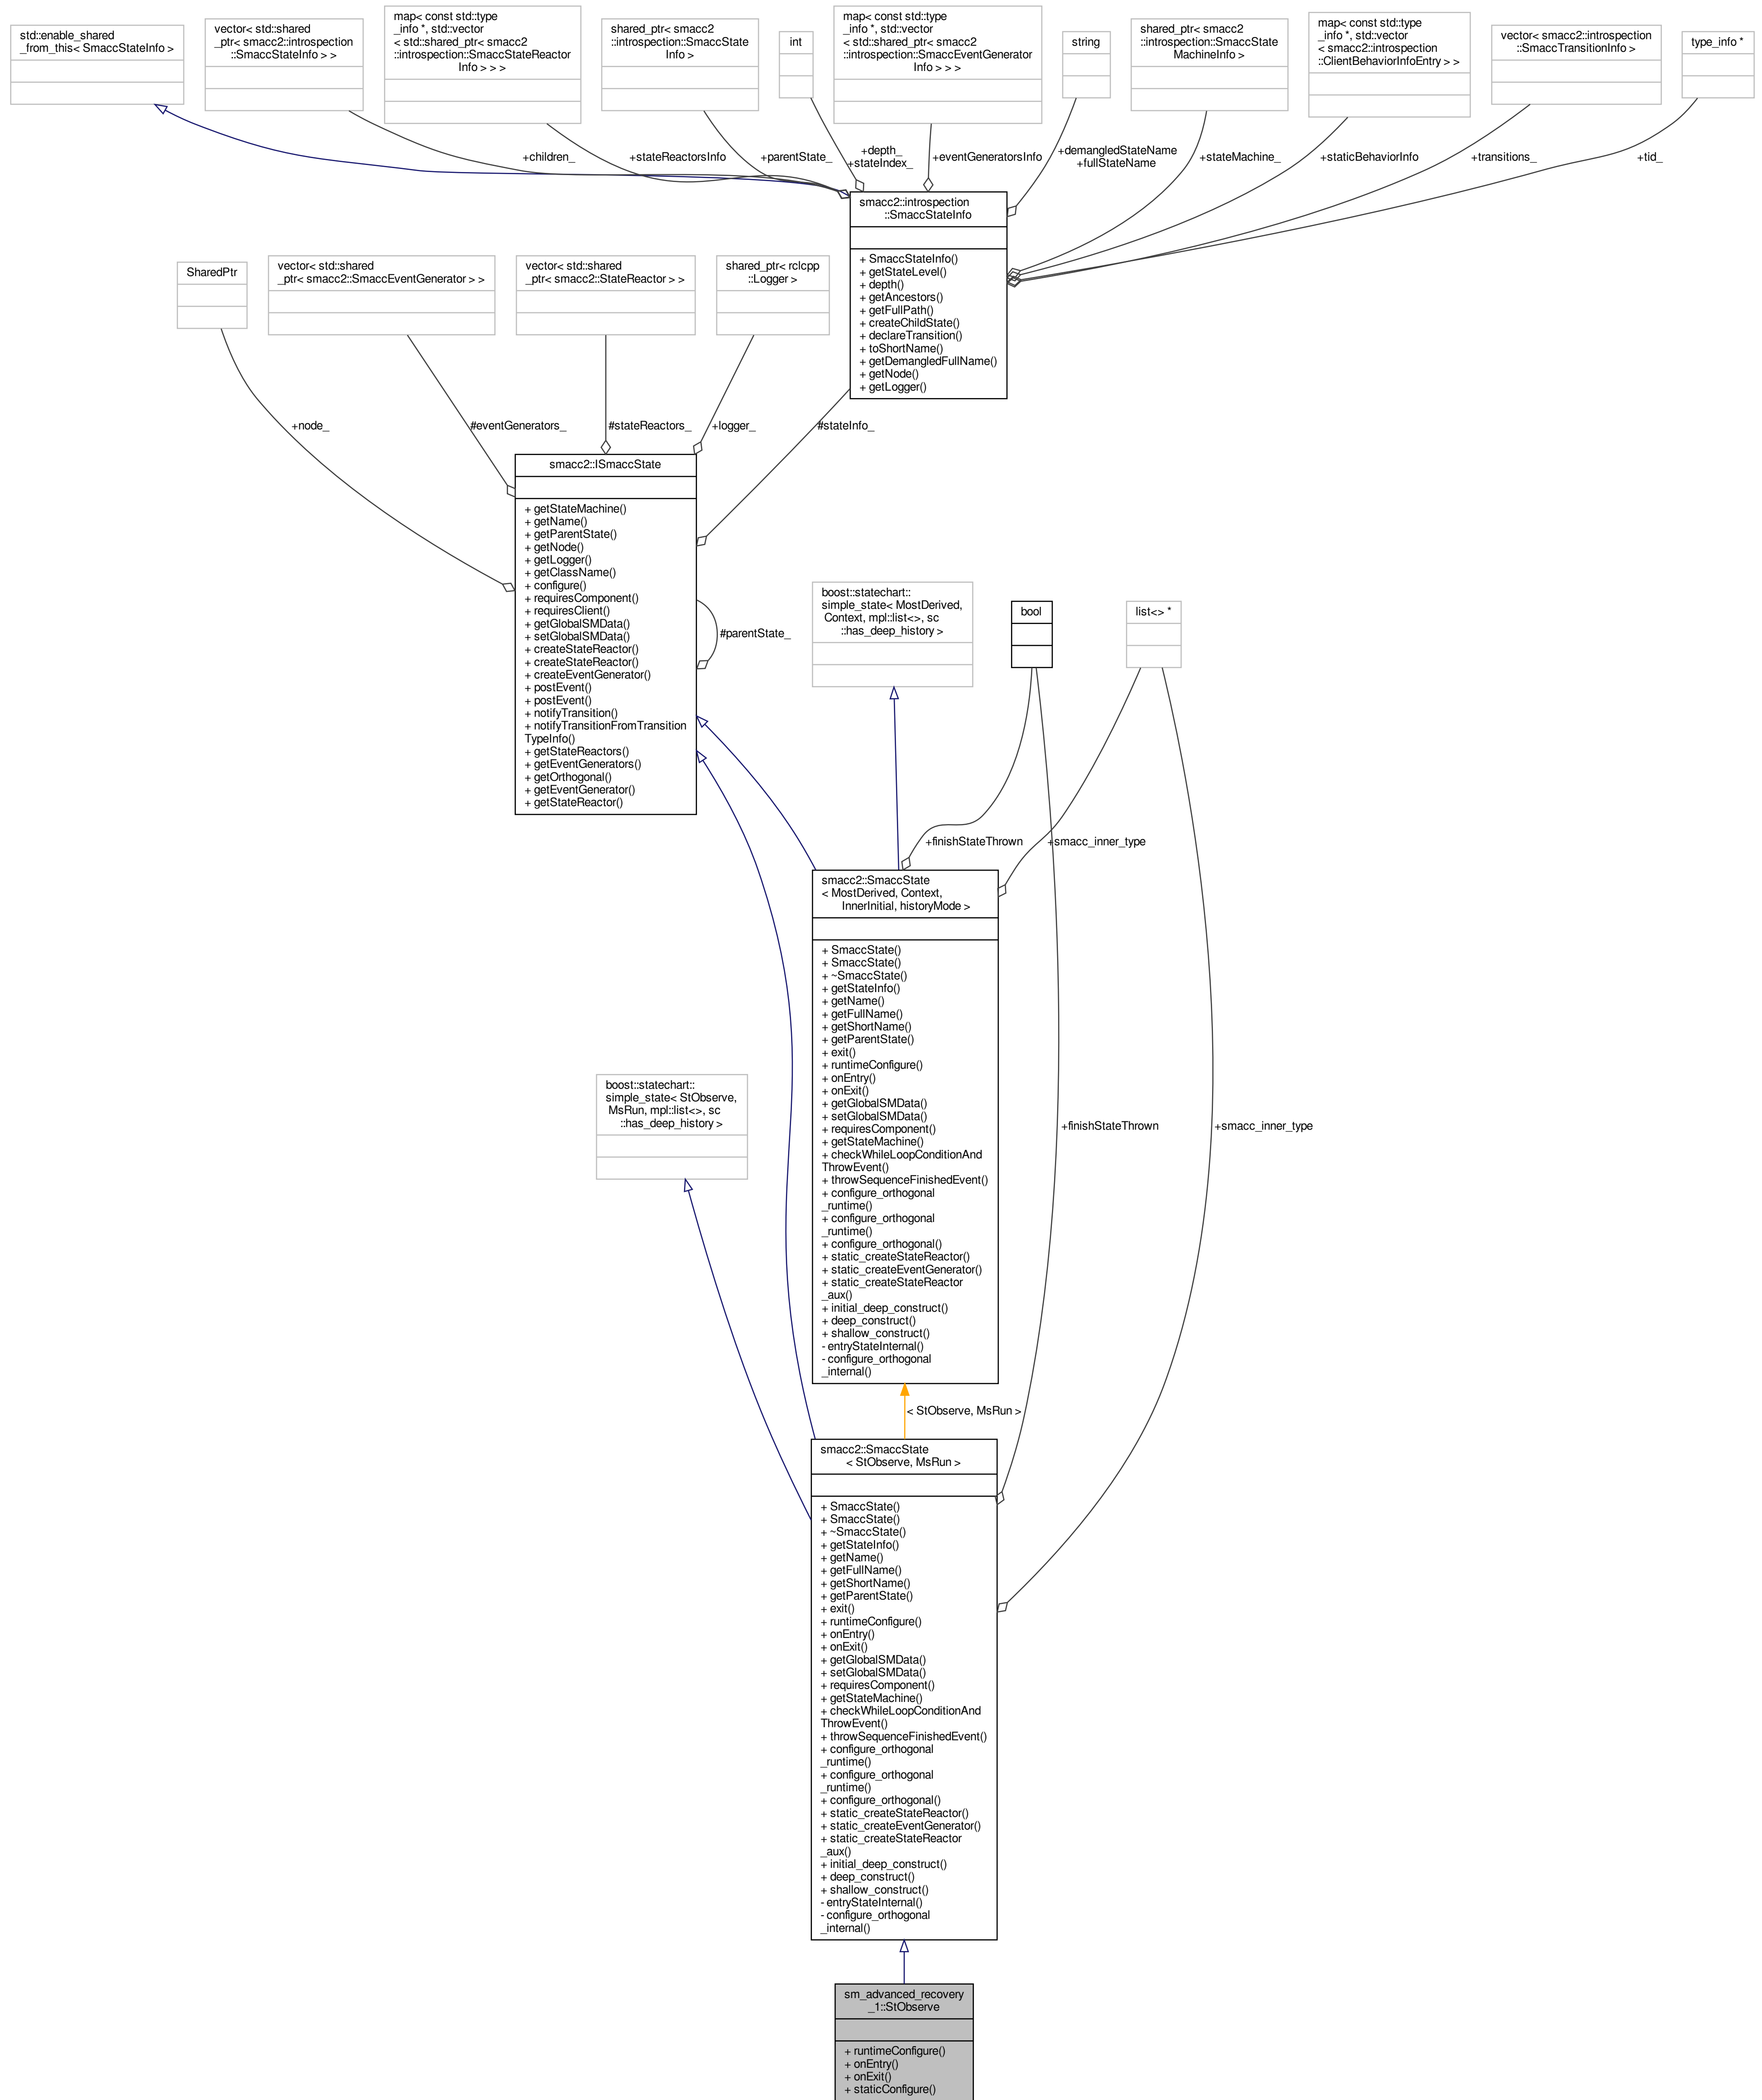 std::enable_shared
_from_this< SmaccStateInfo >
vector< std::shared
_ptr< smacc2::introspection
::SmaccStateInfo > >
map< const std::type
_info *, std::vector
< std::shared_ptr< smacc2
::introspection::SmaccStateReactor
Info > > >
shared_ptr< smacc2
::introspection::SmaccState
Info >
int
map< const std::type
_info *, std::vector
< std::shared_ptr< smacc2
::introspection::SmaccEventGenerator
Info > > >
string
shared_ptr< smacc2
::introspection::SmaccState
MachineInfo >
map< const std::type
_info *, std::vector
< smacc2::introspection
::ClientBehaviorInfoEntry > >
vector< smacc2::introspection
::SmaccTransitionInfo >
type_info *
+children_
+stateReactorsInfo
+parentState_
+depth_
+stateIndex_
+eventGeneratorsInfo
+demangledStateName
+fullStateName
+stateMachine_
+staticBehaviorInfo
+transitions_
+tid_
smacc2::introspection
::SmaccStateInfo
+ SmaccStateInfo()
+ getStateLevel()
+ depth()
+ getAncestors()
+ getFullPath()
+ createChildState()
+ declareTransition()
+ toShortName()
+ getDemangledFullName()
+ getNode()
+ getLogger()
SharedPtr
vector< std::shared
_ptr< smacc2::SmaccEventGenerator > >
vector< std::shared
_ptr< smacc2::StateReactor > >
shared_ptr< rclcpp
::Logger >
+node_
#eventGenerators_
#stateReactors_
+logger_
#stateInfo_
smacc2::ISmaccState
+ getStateMachine()
+ getName()
+ getParentState()
+ getNode()
+ getLogger()
+ getClassName()
+ configure()
+ requiresComponent()
+ requiresClient()
+ getGlobalSMData()
+ setGlobalSMData()
+ createStateReactor()
+ createStateReactor()
+ createEventGenerator()
+ postEvent()
+ postEvent()
+ notifyTransition()
+ notifyTransitionFromTransition
TypeInfo()
+ getStateReactors()
+ getEventGenerators()
+ getOrthogonal()
+ getEventGenerator()
+ getStateReactor()
#parentState_
boost::statechart::
simple_state< MostDerived,
Context, mpl::list<>, sc
::has_deep_history >
bool
list<> *
+finishStateThrown
+smacc_inner_type
smacc2::SmaccState
< MostDerived, Context,
InnerInitial, historyMode >
+ SmaccState()
+ SmaccState()
+ ~SmaccState()
+ getStateInfo()
+ getName()
+ getFullName()
+ getShortName()
+ getParentState()
+ exit()
+ runtimeConfigure()
+ onEntry()
+ onExit()
+ getGlobalSMData()
+ setGlobalSMData()
+ requiresComponent()
+ getStateMachine()
+ checkWhileLoopConditionAnd
ThrowEvent()
+ throwSequenceFinishedEvent()
+ configure_orthogonal
_runtime()
+ configure_orthogonal
_runtime()
+ configure_orthogonal()
+ static_createStateReactor()
+ static_createEventGenerator()
+ static_createStateReactor
_aux()
+ initial_deep_construct()
+ deep_construct()
+ shallow_construct()
- entryStateInternal()
- configure_orthogonal
_internal()
boost::statechart::
simple_state< StObserve,
MsRun, mpl::list<>, sc
::has_deep_history >
+finishStateThrown
+smacc_inner_type
< StObserve, MsRun >
smacc2::SmaccState
< StObserve, MsRun >
+ SmaccState()
+ SmaccState()
+ ~SmaccState()
+ getStateInfo()
+ getName()
+ getFullName()
+ getShortName()
+ getParentState()
+ exit()
+ runtimeConfigure()
+ onEntry()
+ onExit()
+ getGlobalSMData()
+ setGlobalSMData()
+ requiresComponent()
+ getStateMachine()
+ checkWhileLoopConditionAnd
ThrowEvent()
+ throwSequenceFinishedEvent()
+ configure_orthogonal
_runtime()
+ configure_orthogonal
_runtime()
+ configure_orthogonal()
+ static_createStateReactor()
+ static_createEventGenerator()
+ static_createStateReactor
_aux()
+ initial_deep_construct()
+ deep_construct()
+ shallow_construct()
- entryStateInternal()
- configure_orthogonal
_internal()
sm_advanced_recovery
_1::StObserve
+ runtimeConfigure()
+ onEntry()
+ onExit()
+ staticConfigure()